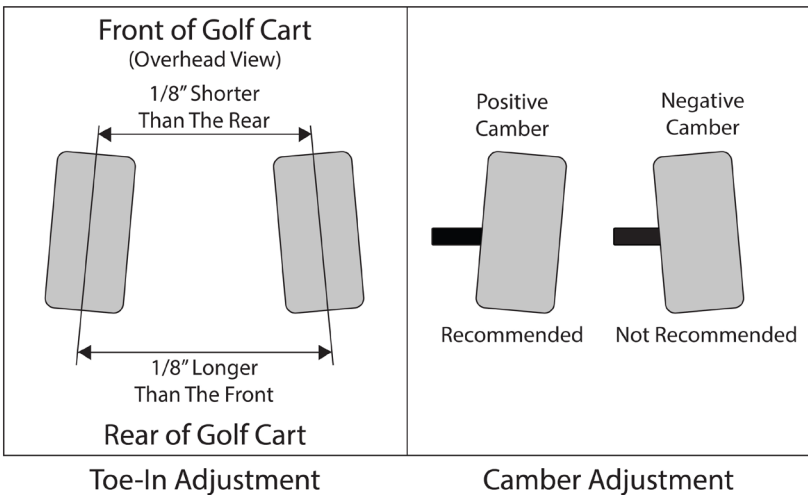 Front of Golf Cart
(Overhead View)
1/8” Shorter
Than The Rear
1/8” Longer
Than The Front
Rear of Golf Cart
Toe-In Adjustment
Positive
Camber
Negative
Camber
Recommended
Not Recommended
Camber Adjustment